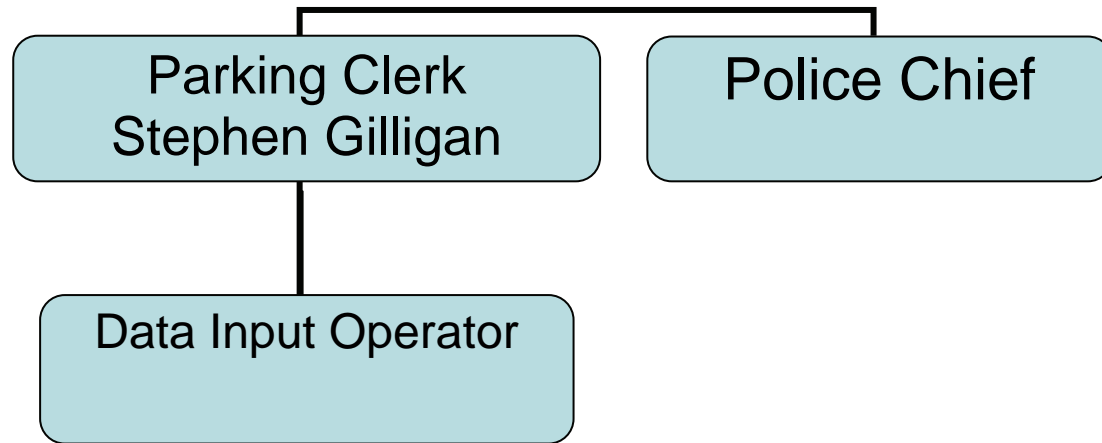 Parking Clerk
Stephen Gilligan
Police Chief
Data Input Operator